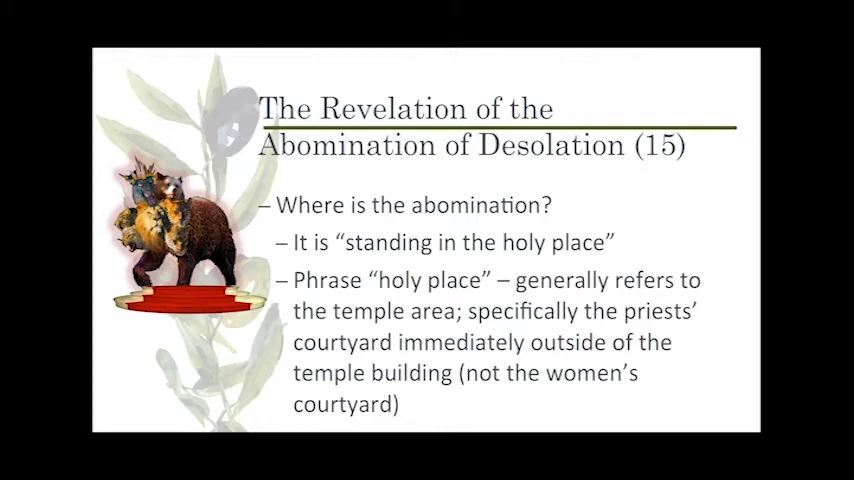 The Revelation of the
Abomination of Desolation (15)
– Where is the abomination?
– It is “standing in the holy place”
– Phrase “holy place” – generally refers to
the temple area; specifically the priests’
courtyard immediately outside of the
temple building (not the women’s
courtyard)